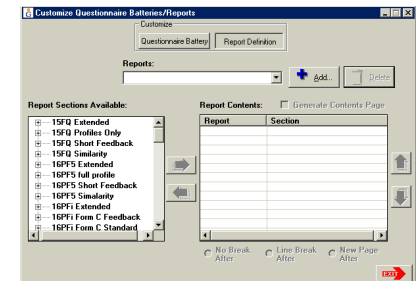 Customize Questionnaire Batteries/Reports
Customize
Questionnaire Battery
Report Definition
Reports:
Add...
Delete
Report Sections Available:
Report Contents:
Generate Contents Page
15FQ Extended
15FQ Profiles Only
15FQ Short Feedback
15FQ Similarity
16PF5 Extended
16PF5 full profile
16PF5 Short Feedback
16PF5 Simalarity
16PFi Extended
16PFi Form C Feedback
16PFi Form C Standard
Report Section
No Break After
Line Break After
New Page After
EXIT